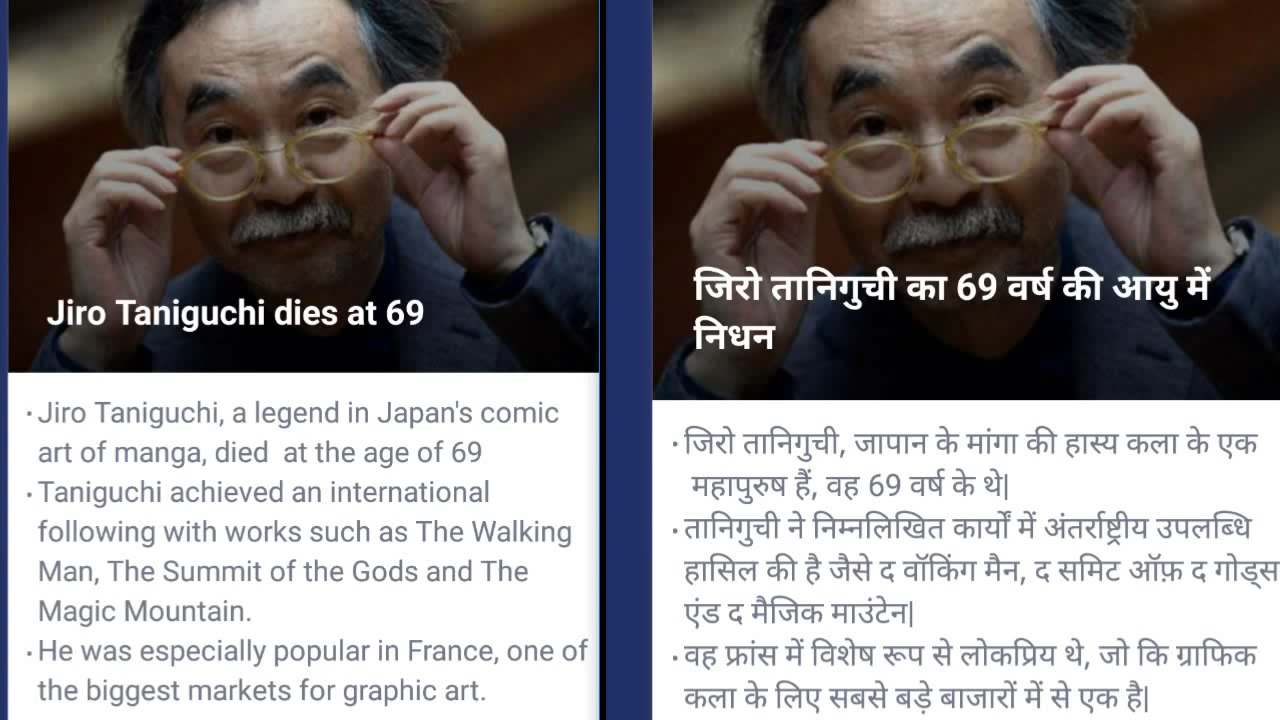 Jiro Taniguchi dies at 69
• Jiro Taniguchi, a legend in Japan's comic
art of manga, died  at the age of 69
• Taniguchi achieved an international
following with works such as The Walking
Man, The Summit of the Gods and The
Magic Mountain.
• He was especially popular in France, one of
the biggest markets for graphic art.
जिरो तानिगुची का 69 वर्ष की आयु में
निधन
• जिरो तानिगुची, जापान के मांगा की हास्य कला के एक
महापुरुष हैं, वह 69 वर्ष के थे|
• तानिगुची ने निम्नलिखित कार्यों में अंतर्राष्ट्रीय उपलब्धि
हासिल की है जैसे द वॉकिंग मैन, द समिट ऑफ़ द गोड्स
एंड द मैजिक माउंटेन|
• वह फ्रांस में विशेष रूप से लोकप्रिय थे, जो कि ग्राफिक
कला के लिए सबसे बड़े बाजारों में से एक है|